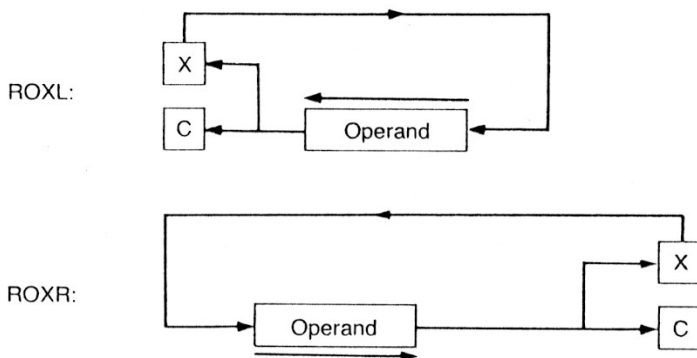 X
ROXL:
C
Operand
X
ROXR:
Operand
C